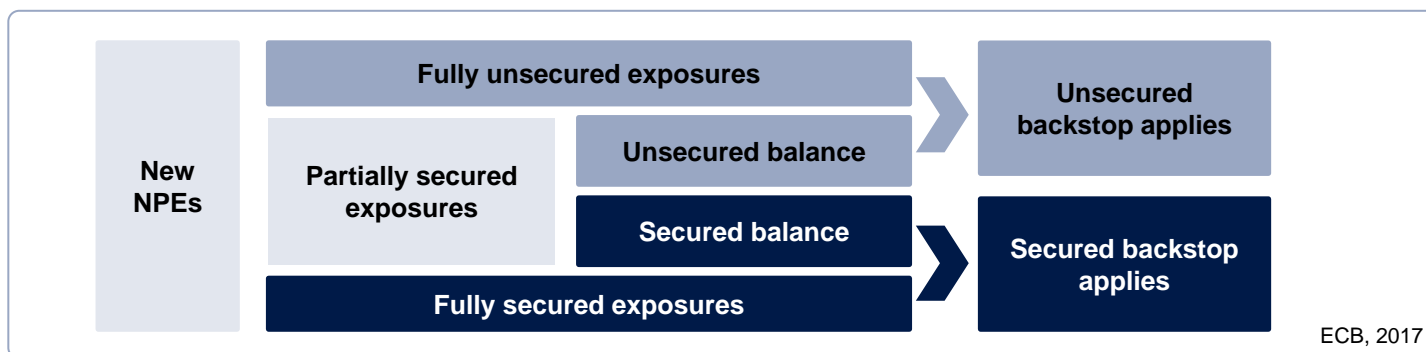 New
NPEs
Fully unsecured exposures
Partially secured
exposures
Unsecured balance
Secured balance
Fully secured exposures
Unsecured
backstop applies
Secured backstop
applies
ECB, 2017